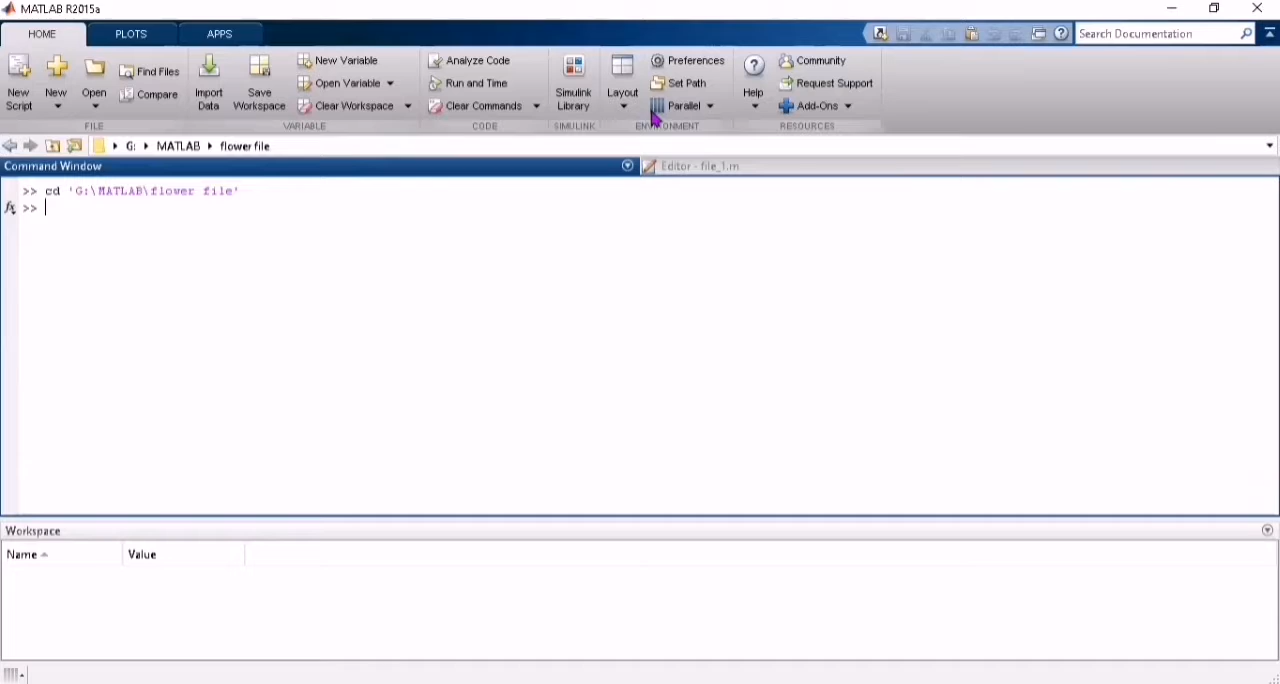 MATLAB R2015a
HOME PLOTS APPS
Search Documentation
New Script
New
Open
Find Files
Compare
FILE
Import Data
Save Workspace
New Variable
Open Variable
Clear Workspace
VARIABLE
Analyze Code
Run and Time
Clear Commands
CODE
Simulink Library
SIMULINK
Layout
Preferences
Set Path
Parallel
ENVIRONMENT
Help
Community
Request Support
Add-Ons
RESOURCES
G: MATLAB flower file
Command Window
Editor - file_1.m
>> cd 'G:\MATLAB\flower file'
fx >>
Workspace
Name Value